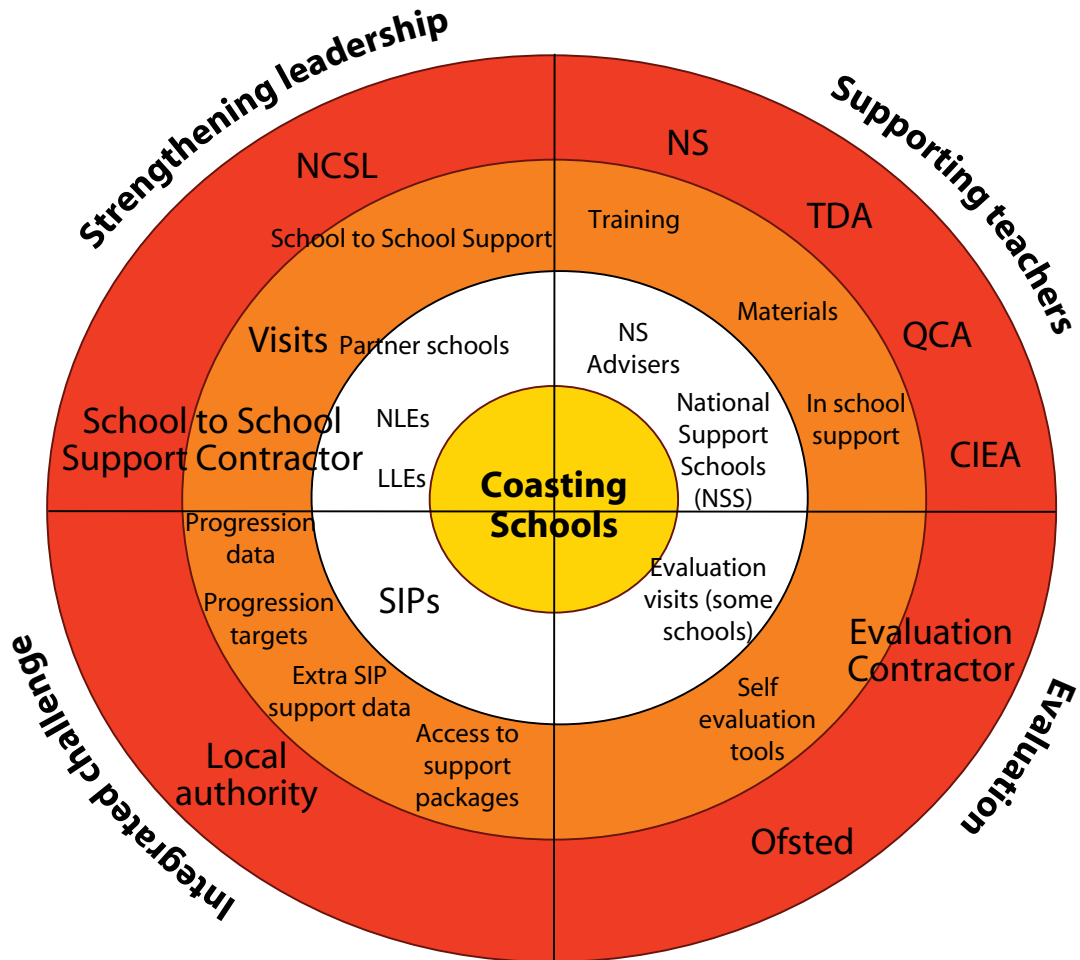 Strengthening leadership
NCSL
School to School Support
Visits
Partner schools
School to School
Support Contractor
NLEs
LLEs
Supporting teachers
NS
TDA
QCA
CIEA
Training
Materials
In school
support
NS
Advisers
National
Support
Schools
(NSS)
Coasting
Schools
Integrated challenge
Progression
data
Progression
targets
Extra SIP
support data
Access to
support
packages
SIPs
Local
authority
Evaluation
Evaluation
visits (some
schools)
Evaluation
Contractor
Self
evaluation
tools
Ofsted